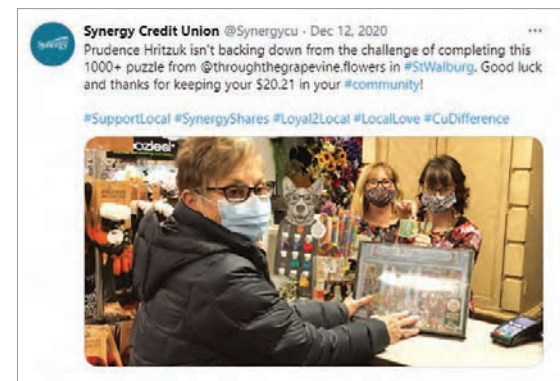 Synergy Credit Union @Synergycu · Dec 12, 2020
Synergy
Prudence Hritzuk isn't backing down from the challenge of completing this
1000+ puzzle from @throughthegrapevine.flowers in #StWalburg. Good luck
and thanks for keeping your $20.21 in your #community!
#SupportLocal #SynergyShares #Loyal2Local #LocalLove #CuDifference